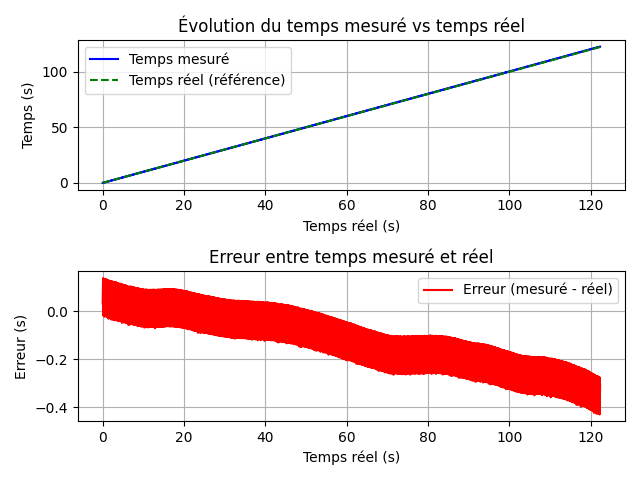 Évolution du temps mesuré vs temps réel
Temps (s)
100
50
0
Temps mesuré
Temps réel (référence)
0 20 40 60 80 100 120
Temps réel (s)
Erreur entre temps mesuré et réel
Erreur (s)
0.0
−0.2
−0.4
Erreur (mesuré - réel)
0 20 40 60 80 100 120
Temps réel (s)